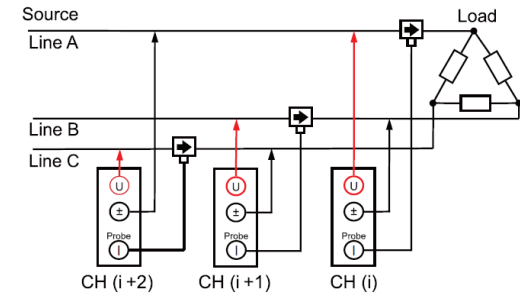 Source
Load
Line A
Line B
Line C
U
U
U
±
±
±
Probe
Probe
Probe
I
I
I
CH (i +2)
CH (i +1)
CH (i)